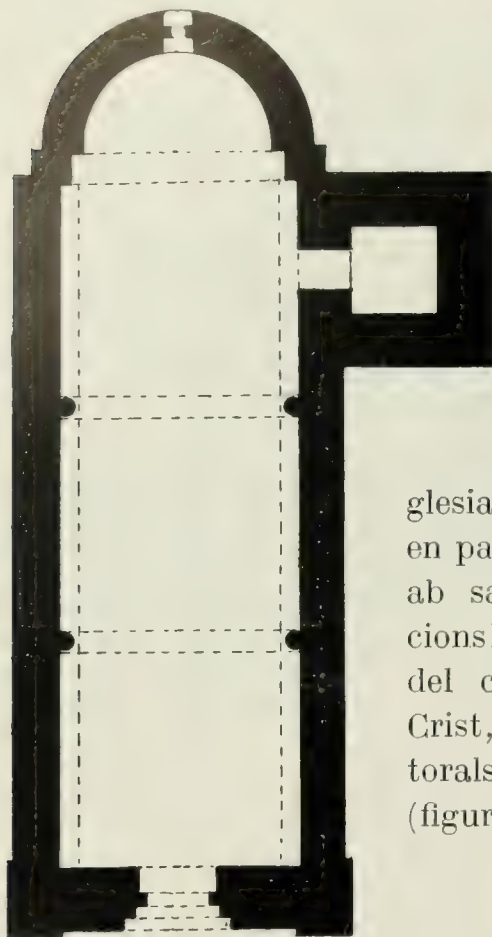 glesia
en pa
ab sa
cions
del c
Crist,
torals
(figur